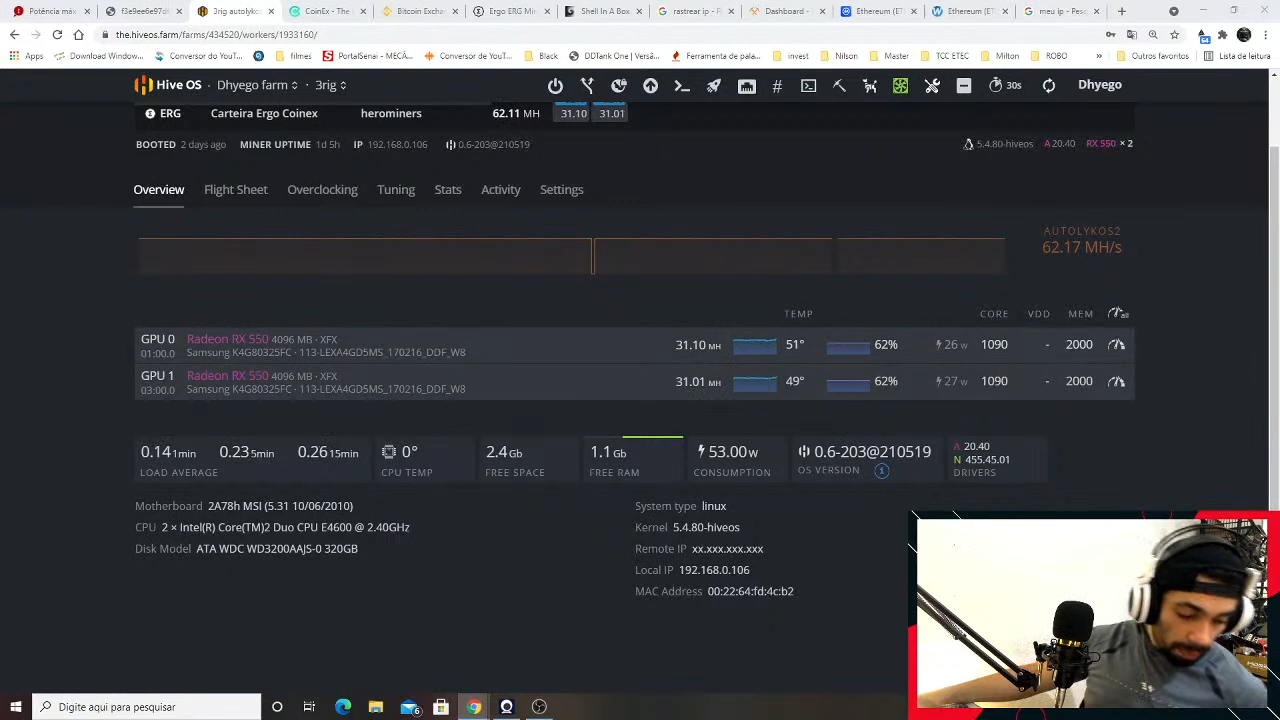 Potência máx
f3e9e6e97db
3rig autolyko
CoinEx - The
Bitcoin Exchan
Ergo ERG Min
Shell In A Box
rastrear ip - P
Dashboard -
Ethereum (ET
Ethereum (ET
meu ip - Pesq
thehiveos.farm/farms/434520/workers/1933160/
Apps
Download Window...
Conversor de Youtu...
filmes
PortalSenai - MECÂ...
Conversor de YouT...
Black
DDTank One | Versã...
Ferramenta de pala...
invest
Nilson
Master
TCC ETEC
Milton
ROBO
Outros favoritos
Lista de leitura
Hive OS
Dhyego farm
3rig
30s
Dhyego
ERG
Carteira Ergo Coinex
herominers
62.11 MH
31.10
31.01
BOOTED 2 days ago
MINER UPTIME 1d 5h
IP 192.168.0.106
0.6-203@210519
5.4.80-hiveos
A 20.40
RX 550 × 2
Overview
Flight Sheet
Overclocking
Tuning
Stats
Activity
Settings
AUTOLYKOS2
62.17 MH/s
TEMP
CORE
VDD
MEM
all
GPU 0 Radeon RX 550 4096 MB · XFX
31.10 MH
51°
62%
26 w
1090
-
2000
01:00.0 Samsung K4G80325FC · 113-LEXA4GD5MS_170216_DDF_W8
GPU 1 Radeon RX 550 4096 MB · XFX
31.01 MH
49°
62%
27 w
1090
-
2000
03:00.0 Samsung K4G80325FC · 113-LEXA4GD5MS_170216_DDF_W8
0.14 1min 0.23 5min 0.26 15min
LOAD AVERAGE
0°
CPU TEMP
2.4 Gb
FREE SPACE
1.1 Gb
FREE RAM
53.00 w
CONSUMPTION
0.6-203@210519
OS VERSION
A 20.40
N 455.45.01
DRIVERS
Motherboard 2A78h MSI (5.31 10/06/2010)
CPU 2 × Intel(R) Core(TM)2 Duo CPU E4600 @ 2.40GHz
Disk Model ATA WDC WD3200AAJS-0 320GB
System type linux
Kernel 5.4.80-hiveos
Remote IP xx.xxx.xxx.xxx
Local IP 192.168.0.106
MAC Address 00:22:64:fd:4c:b2
Digite aqui para pesquisar
6